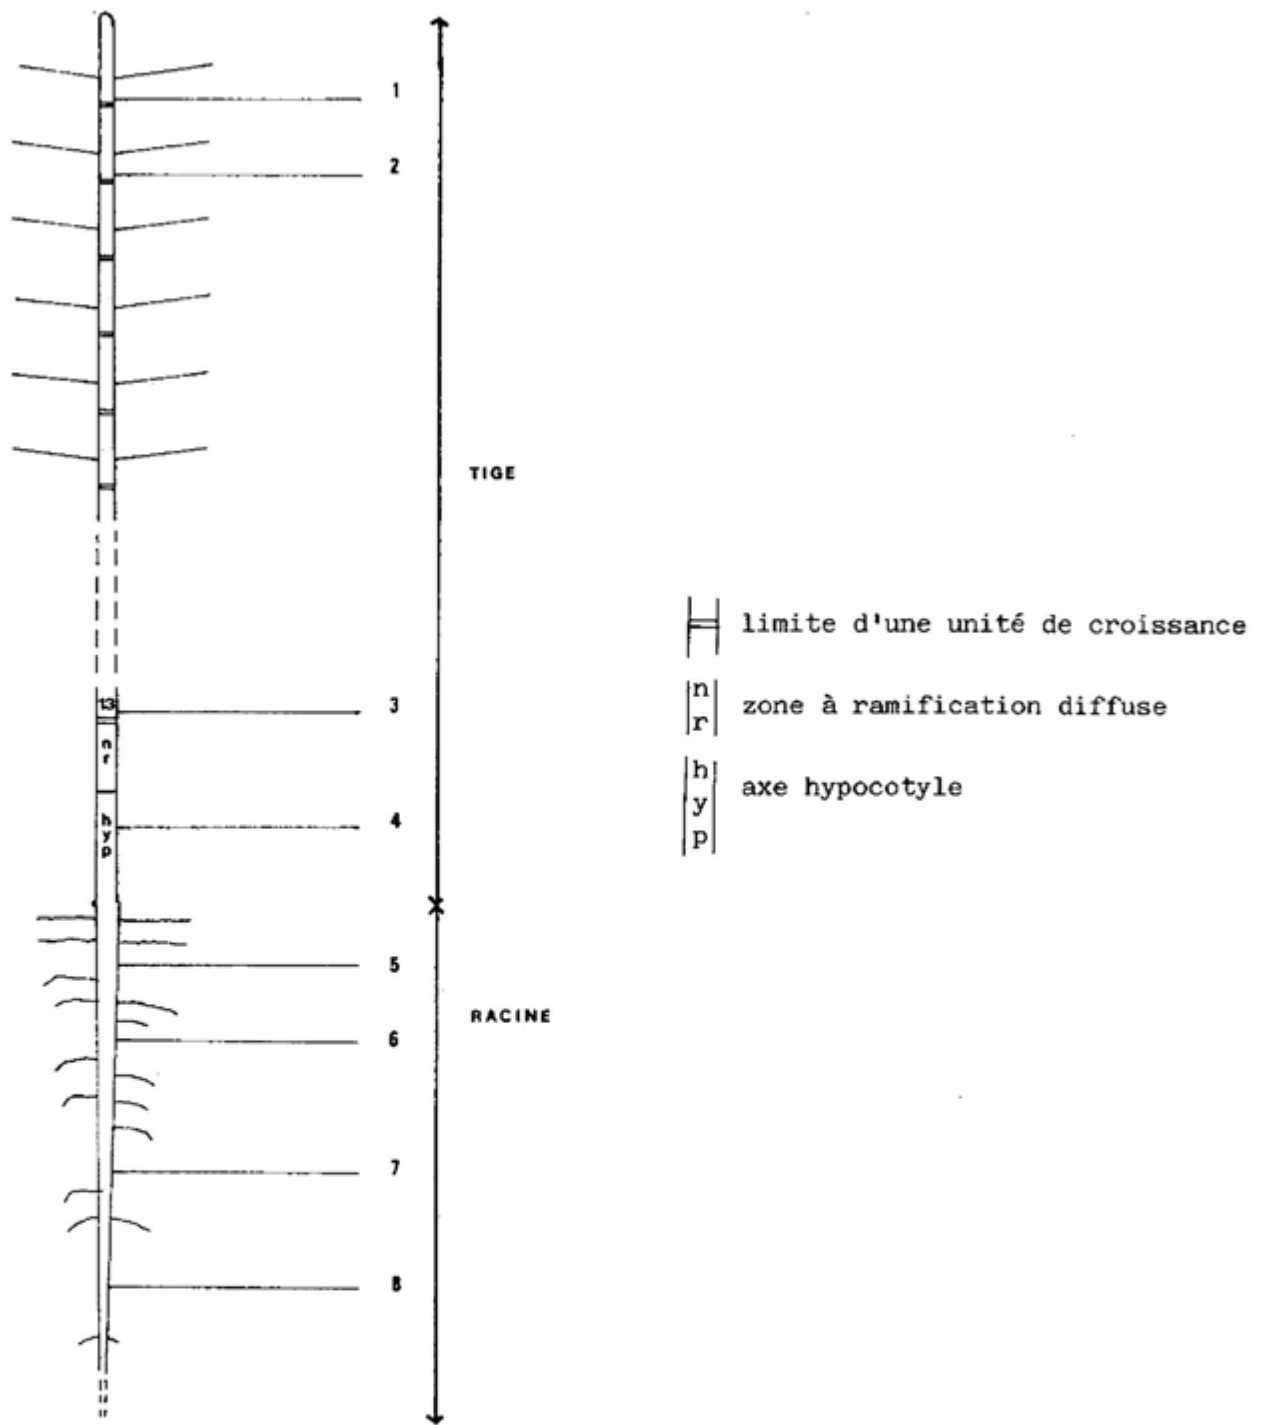 1
2
TIGE
limite d'une unité de croissance
n
r
zone à ramification diffuse
h
y
p
axe hypocotyle
13
3
n
r
h
y
p
4
5
RACINE
6
7
8